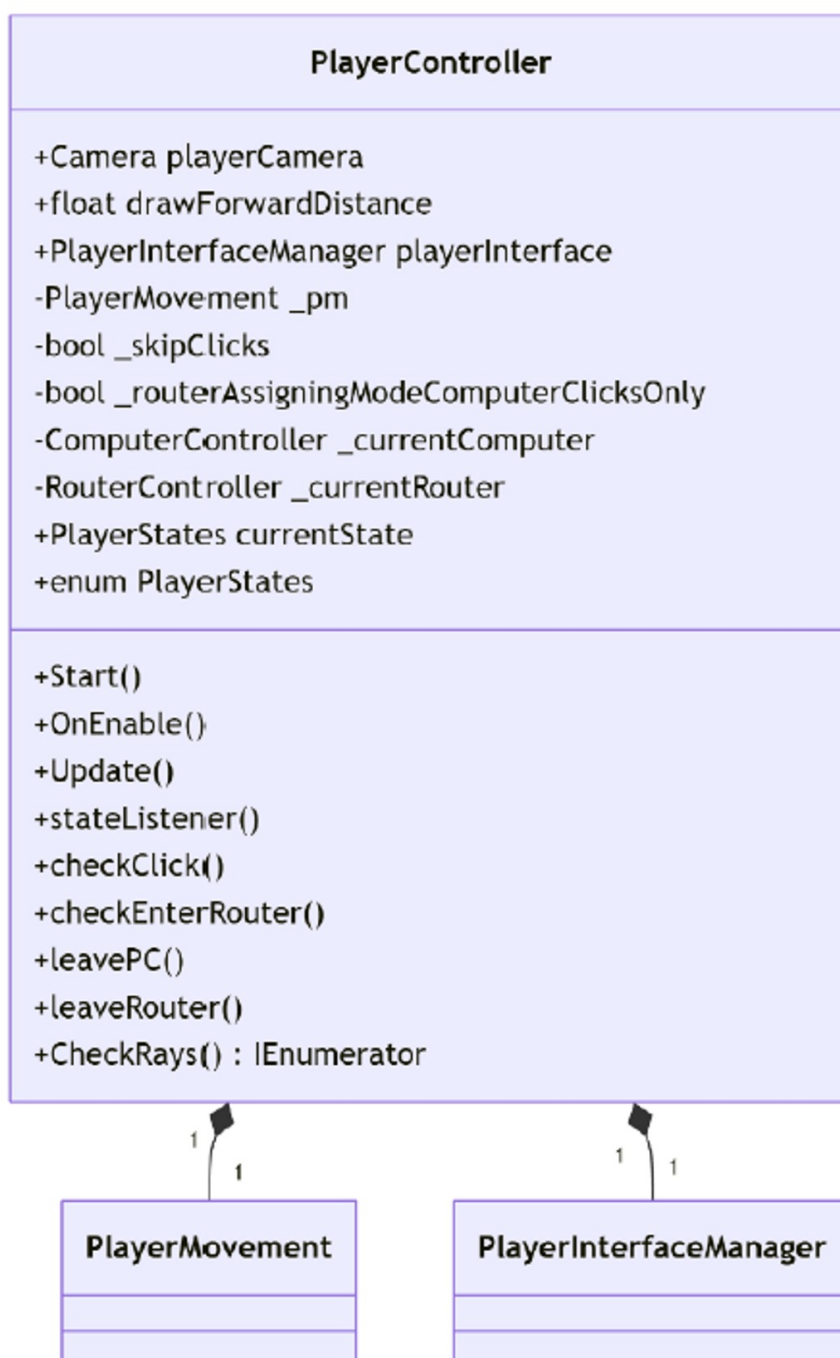 PlayerController
+Camera playerCamera
+float drawForwardDistance
+PlayerInterfaceManager playerInterface
-PlayerMovement _pm
-bool _skipClicks
-bool _routerAssigningModeComputerClicksOnly
-ComputerController _currentComputer
-RouterController _currentRouter
+PlayerStates currentState
+enum PlayerStates
+Start()
+OnEnable()
+Update()
+stateListener()
+checkClick()
+checkEnterRouter()
+leavePC()
+leaveRouter()
+CheckRays() : IEnumerator
1 1
1 1
PlayerMovement
PlayerInterfaceManager